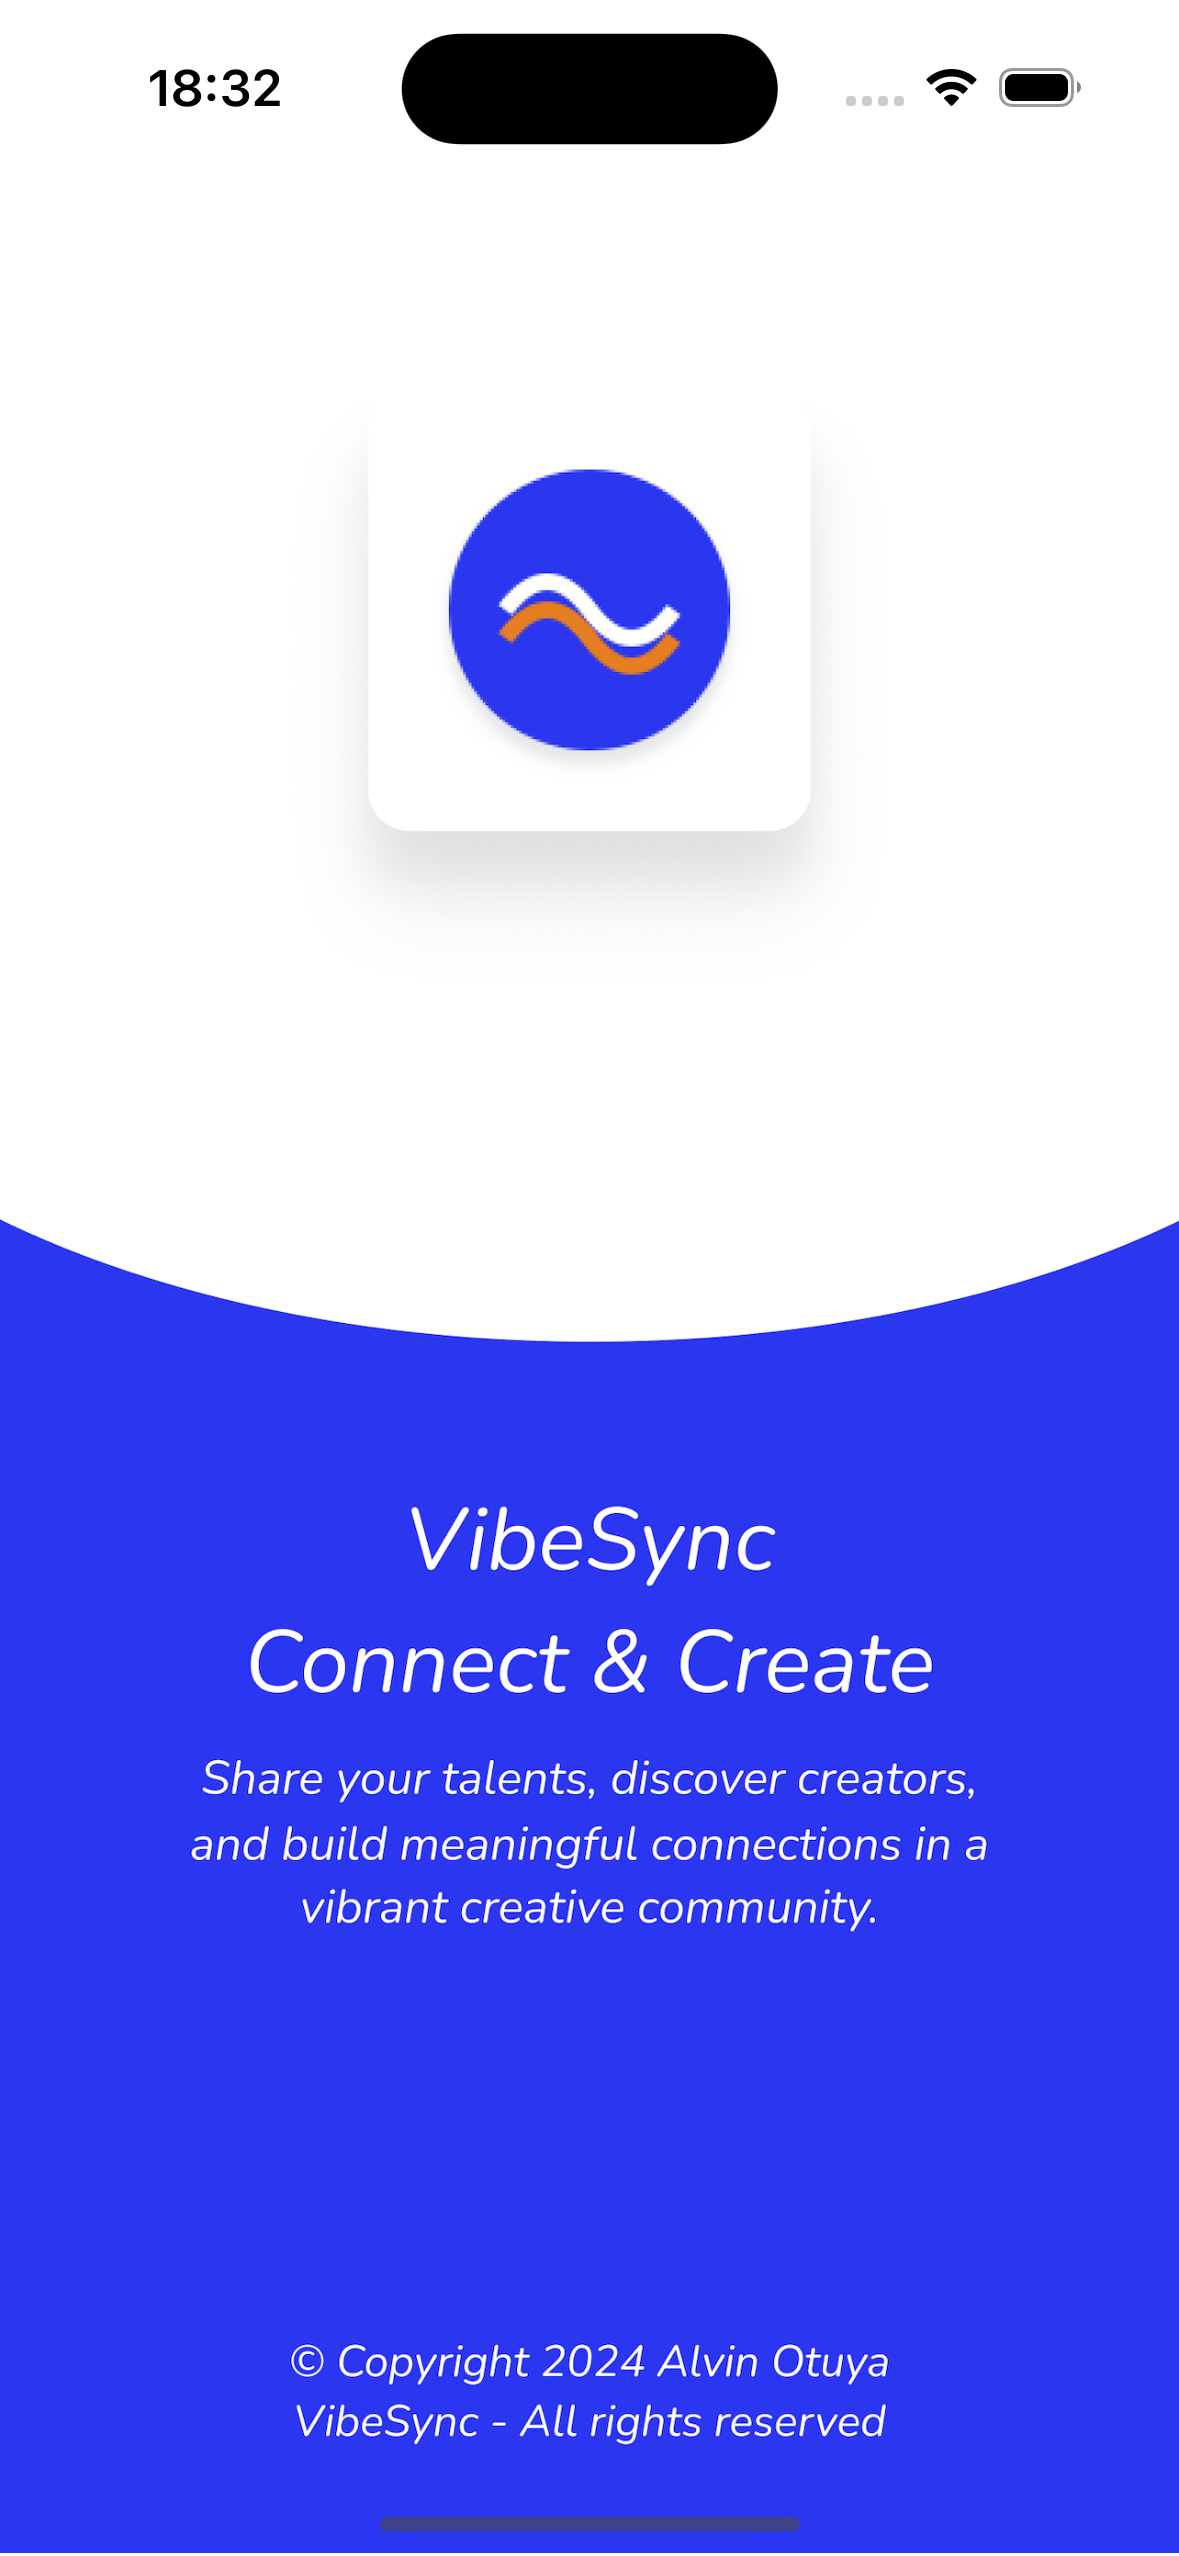 18:32
VibeSync
Connect & Create
Share your talents, discover creators,
and build meaningful connections in a
vibrant creative community.
© Copyright 2024 Alvin Otuya
VibeSync - All rights reserved